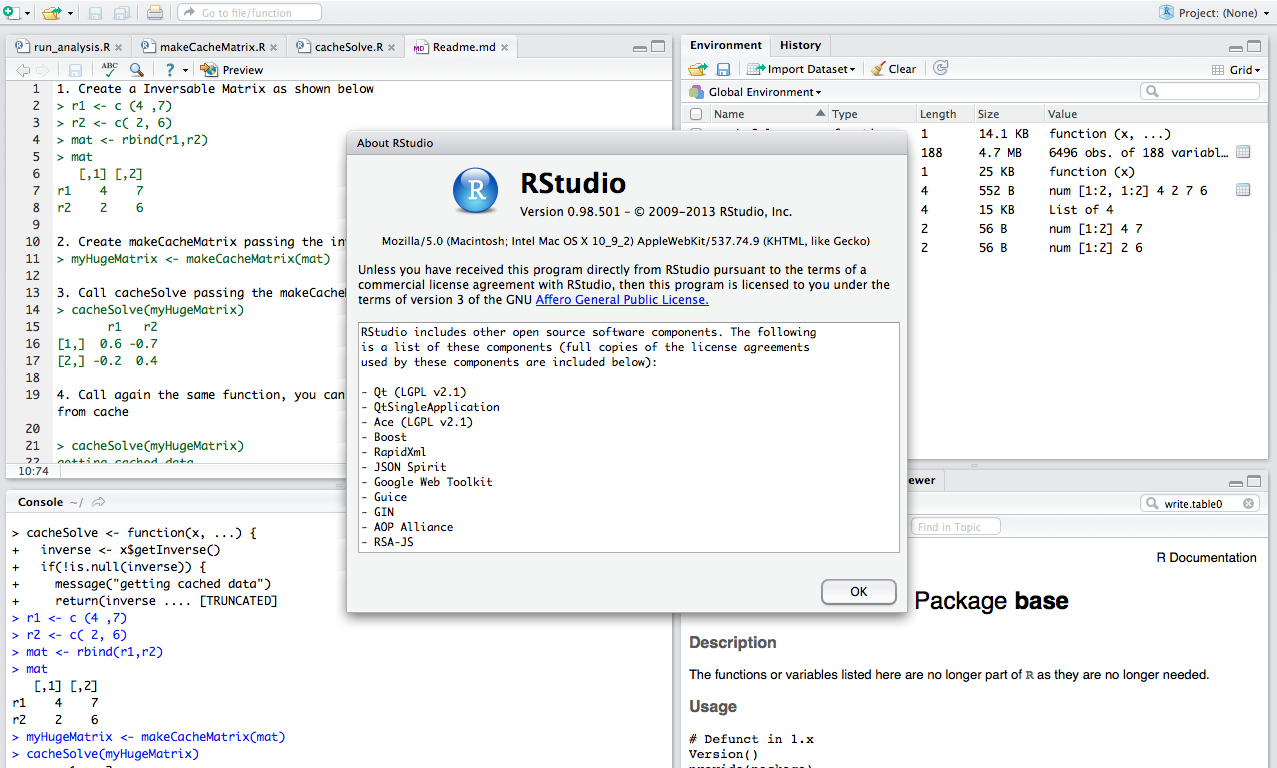 Go to file/function
Project: (None)
run_analysis.R
makeCacheMatrix.R
cacheSolve.R
Readme.md
ABC
Preview
1 1. Create a Inversable Matrix as shown below
2 > r1 <- c (4 ,7)
3 > r2 <- c( 2, 6)
4 > mat <- rbind(r1,r2)
5 > mat
6 [,1] [,2]
7 r1 4 7
8 r2 2 6
9
10 2. Create makeCacheMatrix passing the in
11 > myHugeMatrix <- makeCacheMatrix(mat)
12
13 3. Call cacheSolve passing the makeCache
14 > cacheSolve(myHugeMatrix)
15 r1 r2
16 [1,] 0.6 -0.7
17 [2,] -0.2 0.4
18
19 4. Call again the same function, you can
from cache
20
21 > cacheSolve(myHugeMatrix)
22 getting cached data
10:74
Console ~/
> cacheSolve <- function(x, ...) {
+ inverse <- x$getInverse()
+ if(!is.null(inverse)) {
+ message("getting cached data")
+ return(inverse .... [TRUNCATED]
> r1 <- c (4 ,7)
> r2 <- c( 2, 6)
> mat <- rbind(r1,r2)
> mat
[,1] [,2]
r1 4 7
r2 2 6
> myHugeMatrix <- makeCacheMatrix(mat)
> cacheSolve(myHugeMatrix)
About RStudio
R
RStudio
Version 0.98.501 – © 2009-2013 RStudio, Inc.
Mozilla/5.0 (Macintosh; Intel Mac OS X 10_9_2) AppleWebKit/537.74.9 (KHTML, like Gecko)
Unless you have received this program directly from RStudio pursuant to the terms of a
commercial license agreement with RStudio, then this program is licensed to you under the
terms of version 3 of the GNU Affero General Public License.
RStudio includes other open source software components. The following
is a list of these components (full copies of the license agreements
used by these components are included below):
- Qt (LGPL v2.1)
- QtSingleApplication
- Ace (LGPL v2.1)
- Boost
- RapidXml
- JSON Spirit
- Google Web Toolkit
- Guice
- GIN
- AOP Alliance
- RSA-JS
OK
Environment
History
Import Dataset
Clear
Grid
Global Environment
Name Type Length Size Value
1 14.1 KB function (x, ...)
188 4.7 MB 6496 obs. of 188 variabl...
1 25 KB function (x)
4 552 B num [1:2, 1:2] 4 2 7 6
4 15 KB List of 4
2 56 B num [1:2] 4 7
2 56 B num [1:2] 2 6
ewer
write.table0
Find in Topic
R Documentation
Package base
Description
The functions or variables listed here are no longer part of R as they are no longer needed.
Usage
# Defunct in 1.x
Version()